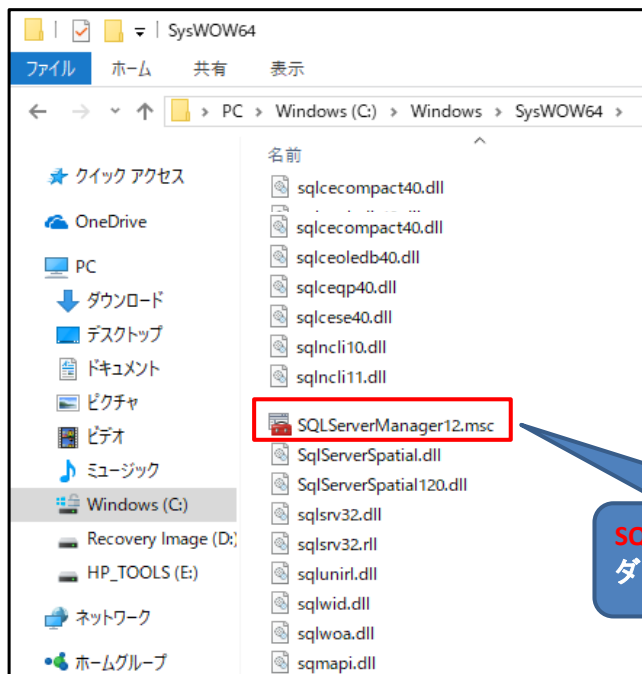 SysWOW64
ファイル ホーム 共有 表示
PC > Windows (C:) > Windows > SysWOW64 >
名前
クイック アクセス
OneDrive
PC
ダウンロード
デスクトップ
ドキュメント
ピクチャ
ビデオ
ミュージック
Windows (C:)
Recovery Image (D:)
HP_TOOLS (E:)
ネットワーク
ホームグループ
sqlcecompact40.dll
sqlcecompact40.dll
sqlceoledb40.dll
sqlceqp40.dll
sqlcese40.dll
sqlncli10.dll
sqlncli11.dll
SQLServerManager12.msc
SqlServerSpatial.dll
SqlServerSpatial120.dll
sqlsrv32.dll
sqlsrv32.rll
sqlunirl.dll
sqlwid.dll
sqlwoa.dll
sqmapi.dll
SQ
ダ